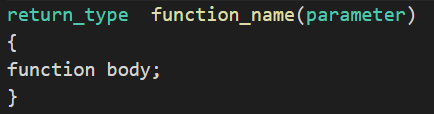 return_type  function_name(parameter)
{
function body;
}